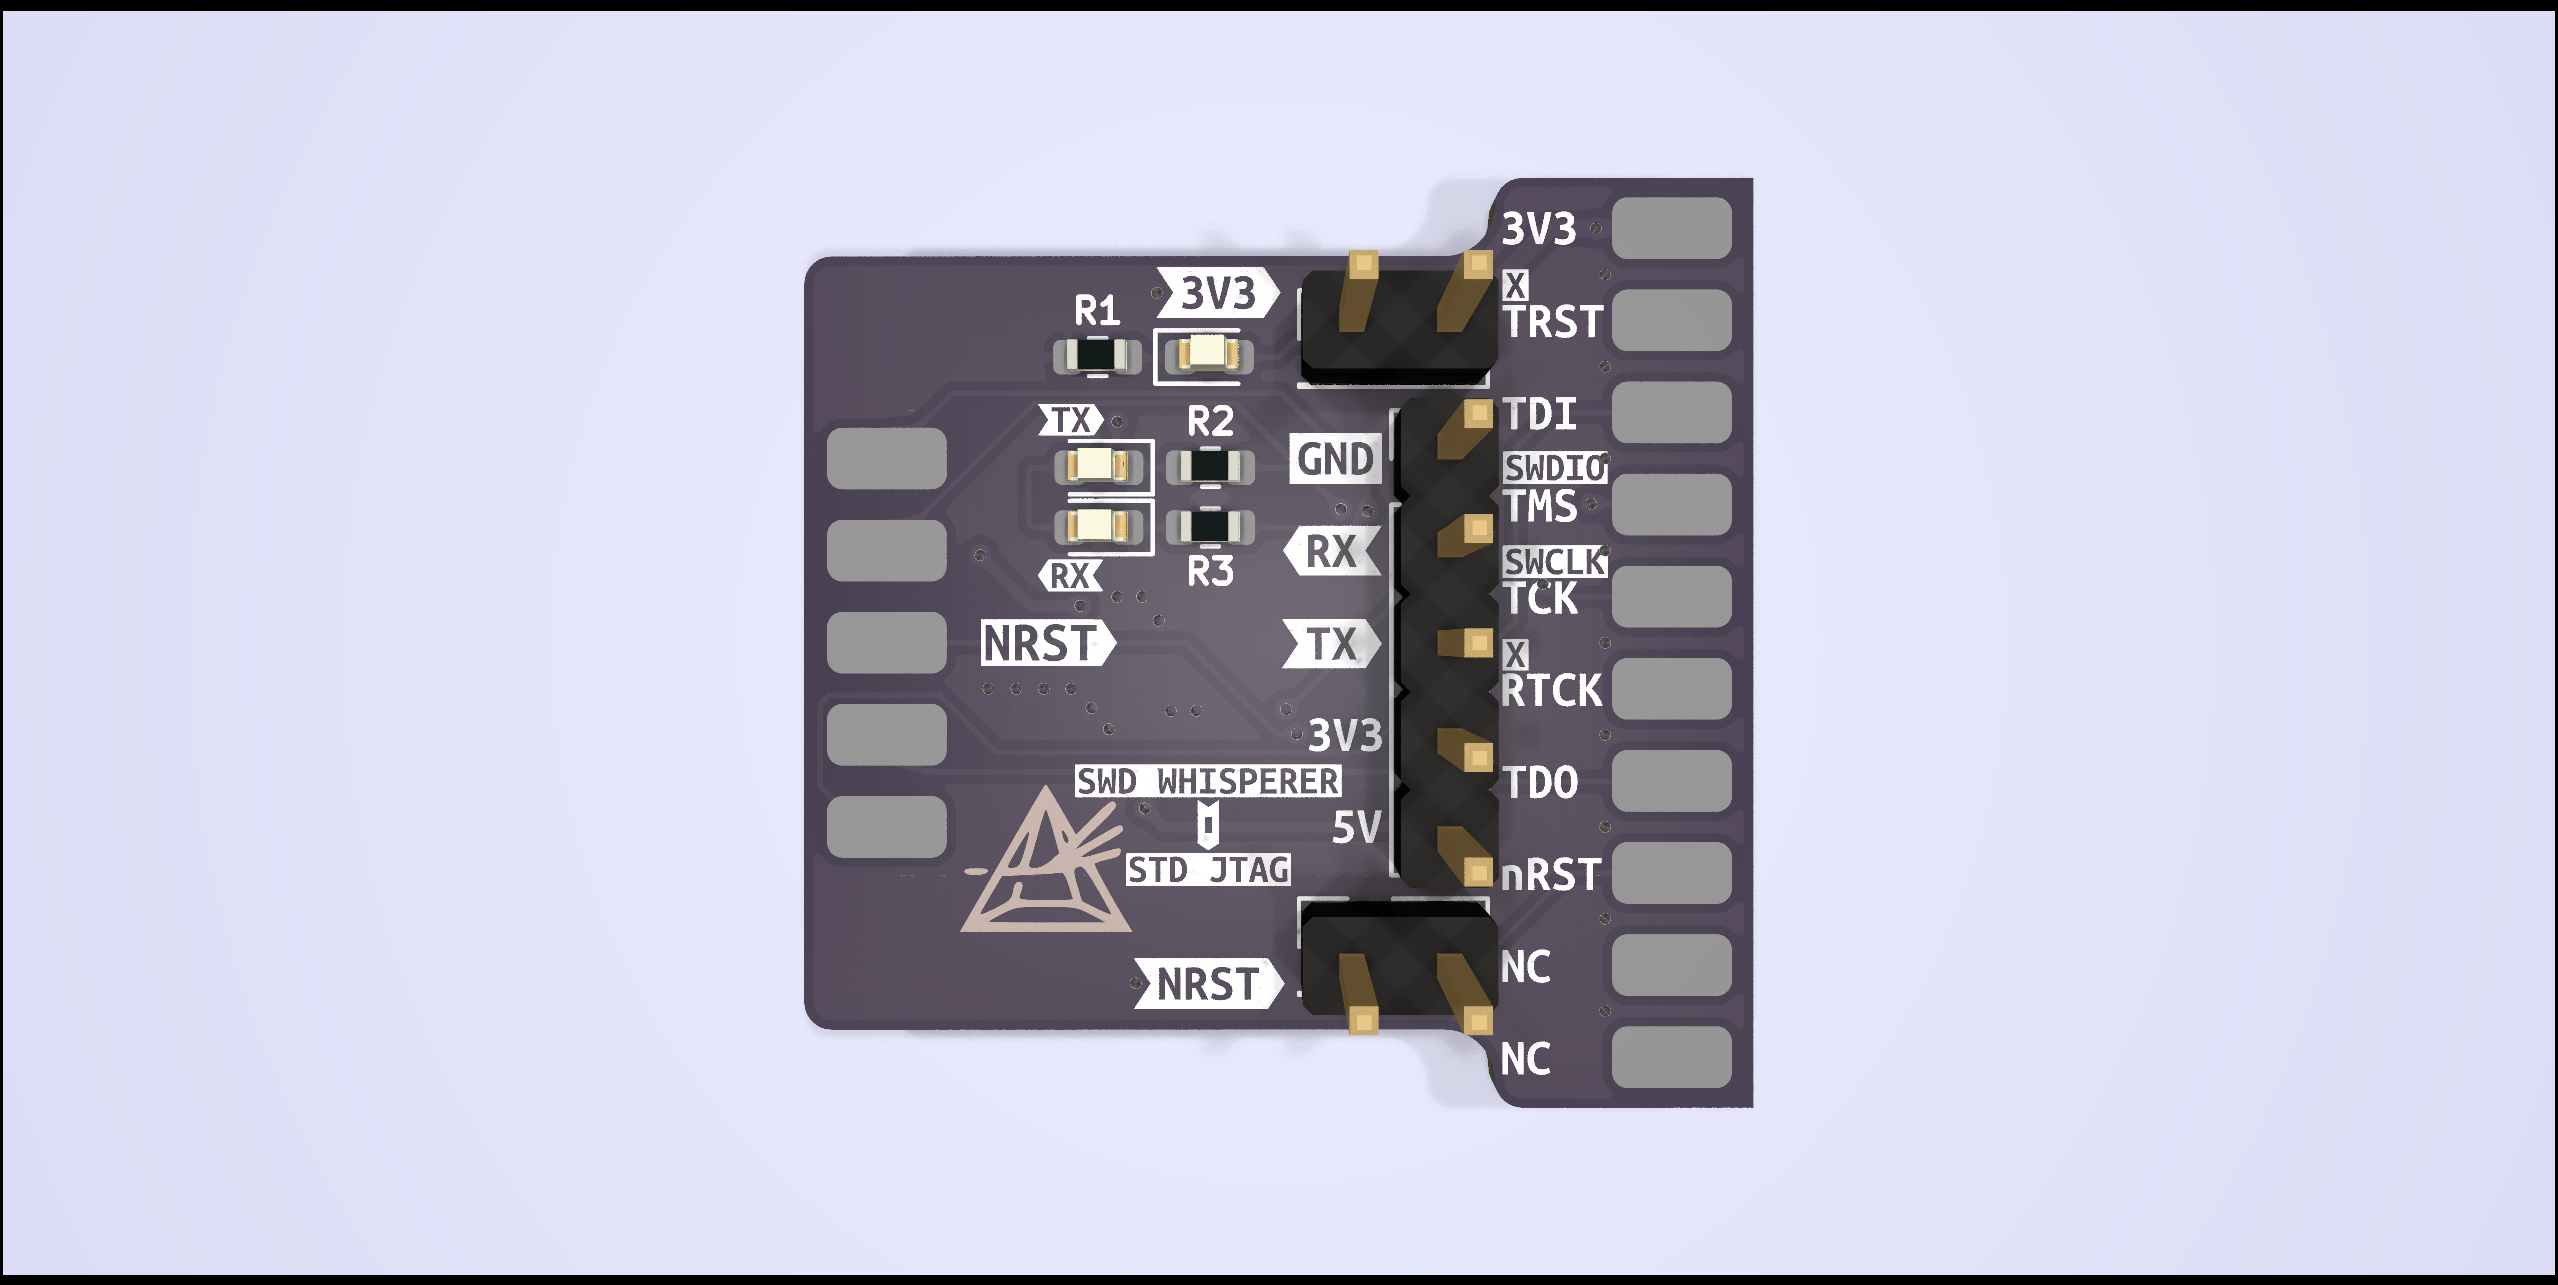 3V3
R1
TX
R2
RX
R3
NRST
GND
RX
TX
3V3
5V
SWD WHISPERER
STD JTAG
NRST
3V3
X
TRST
TDI
SWDIO
TMS
SWCLK
TCK
X
RTCK
TDO
nRST
NC
NC